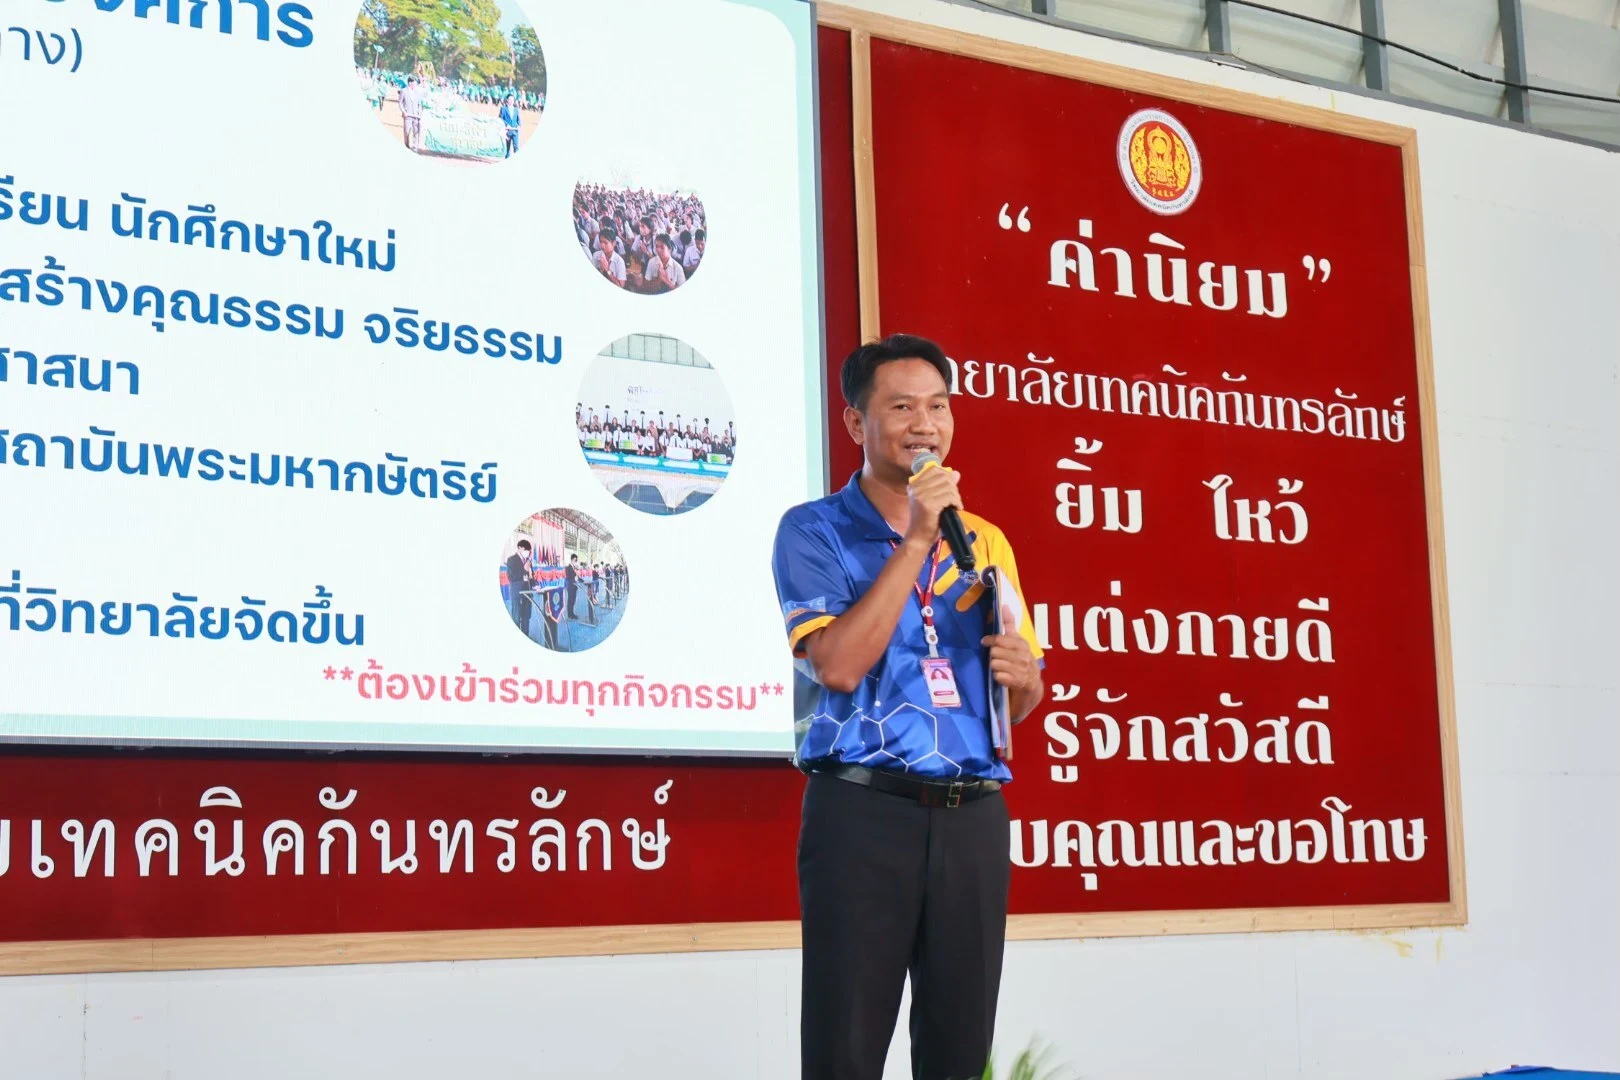 การ
ทาง)
รียน นักศึกษาใหม่
สร้างคุณธรรม จริยธรรม
ศาสนา
สถาบันพระมหากษัตริย์
ที่วิทยาลัยจัดขึ้น
**ต้องเข้าร่วมทุกกิจกรรม**
เทคนิคกันทรลักษ์
“ค่านิยม”
ทยาลัยเทคนิคกันทรลักษ์
ยิ้ม ไหว้
แต่งกายดี
รู้จักสวัสดี
บคุณและขอโทษ